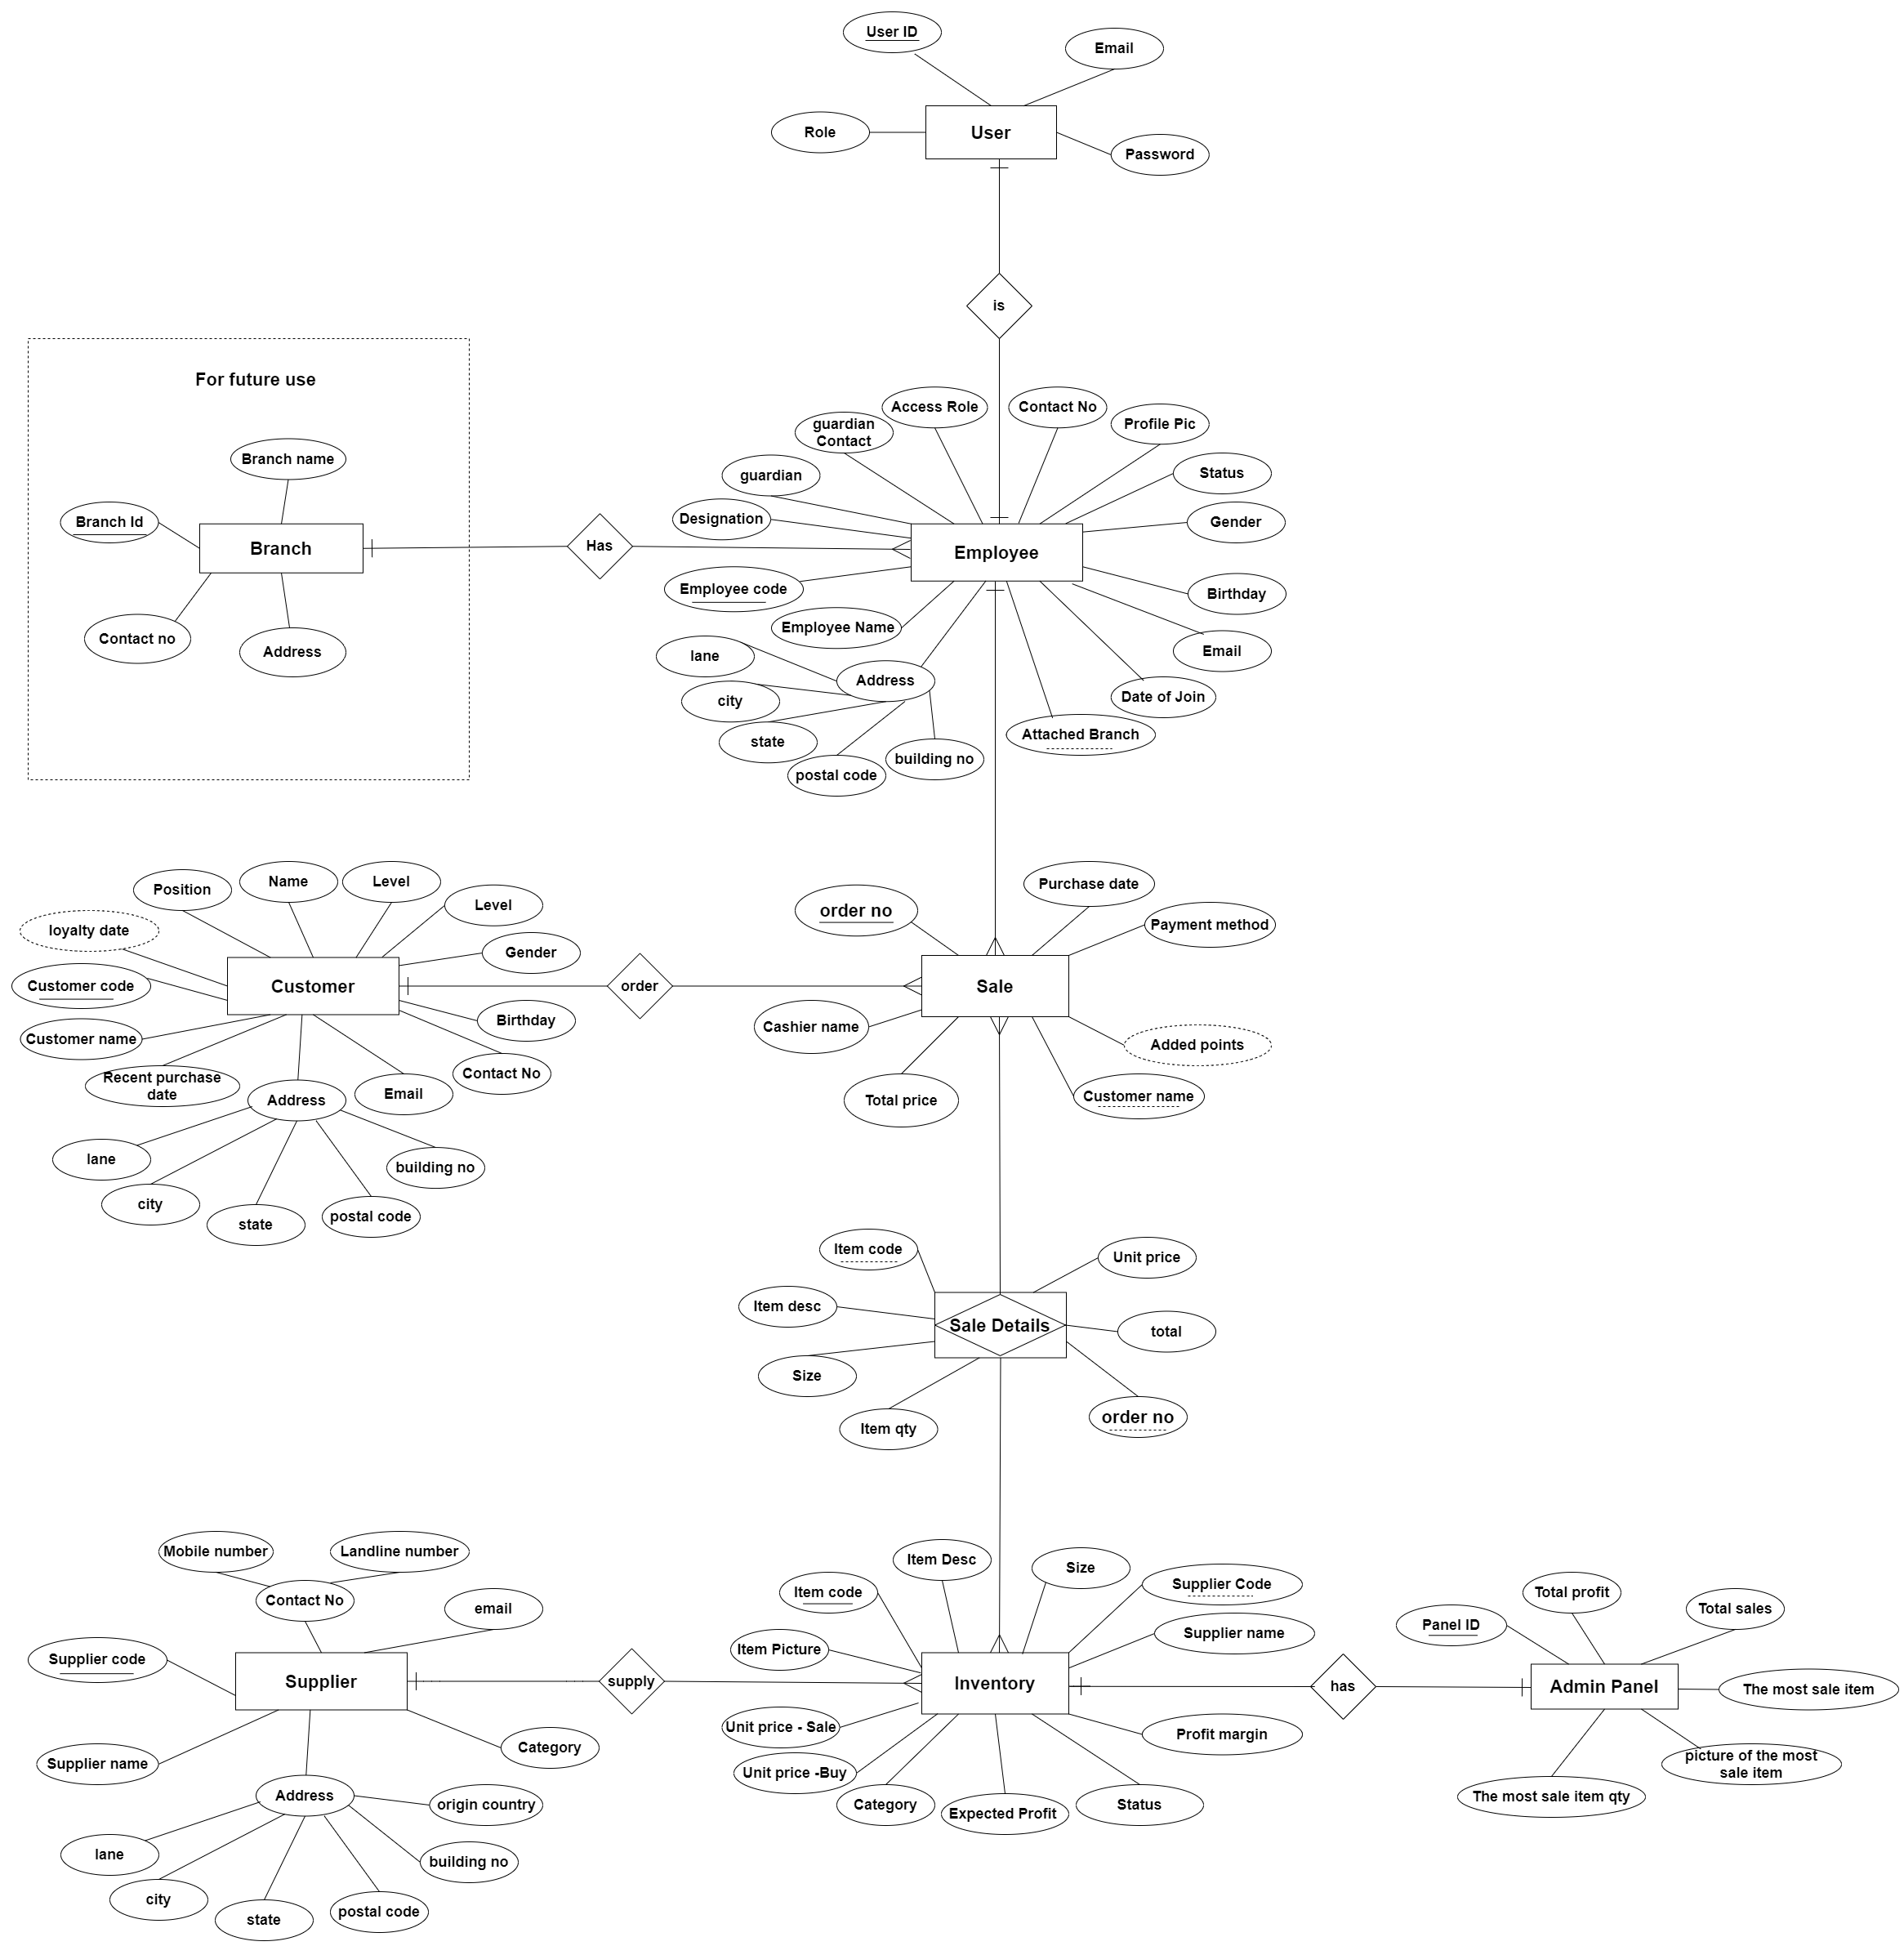 User ID
Email
Role
User
Password
is
For future use
Branch name
Branch Id
Branch
Contact no
Address
Has
Access Role
Contact No
guardian
Contact
Profile Pic
guardian
Status
Designation
Gender
Employee
Employee code
Birthday
Employee Name
Email
lane
Address
city
Date of Join
state
Attached Branch
building no
postal code
Position
Name
Level
Level
loyalty date
Gender
Customer code
Customer
Birthday
Customer name
Contact No
Recent purchase
date
Email
Address
lane
building no
city
postal code
state
order
order no
Purchase date
Payment method
Sale
Cashier name
Added points
Total price
Customer name
Item code
Unit price
Item desc
Sale Details
total
Size
order no
Item qty
Mobile number
Landline number
Contact No
email
Supplier code
Supplier
Supplier name
Category
Address
origin country
lane
building no
city
postal code
state
supply
Item Desc
Size
Item code
Supplier Code
Item Picture
Supplier name
Inventory
Unit price - Sale
Profit margin
Unit price -Buy
Category
Expected Profit
Status
has
Total profit
Panel ID
Total sales
Admin Panel
The most sale item
picture of the most
sale item
The most sale item qty